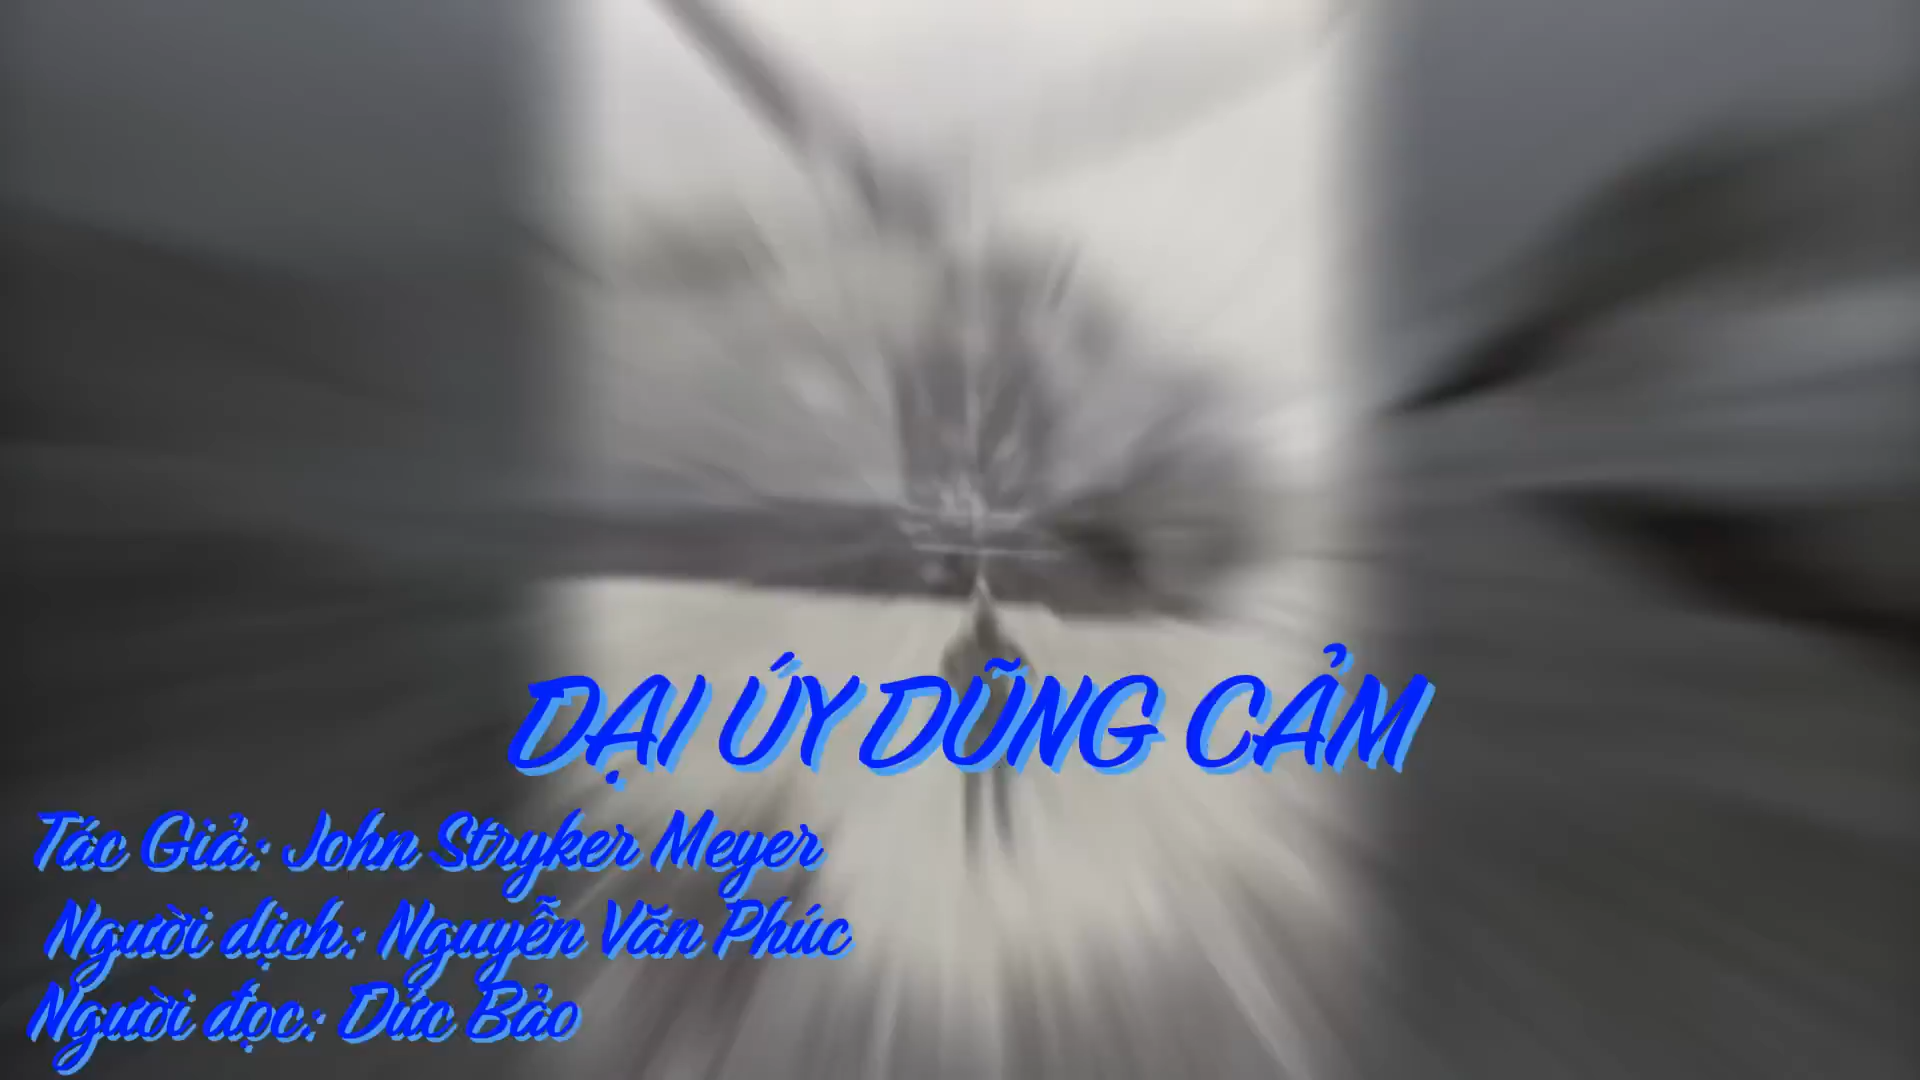 ĐẠI ÚY DŨNG CẢM
Tác Giả: John Stryker Meyer
Người dịch: Nguyễn Văn Phúc
Người đọc: Đức Bảo